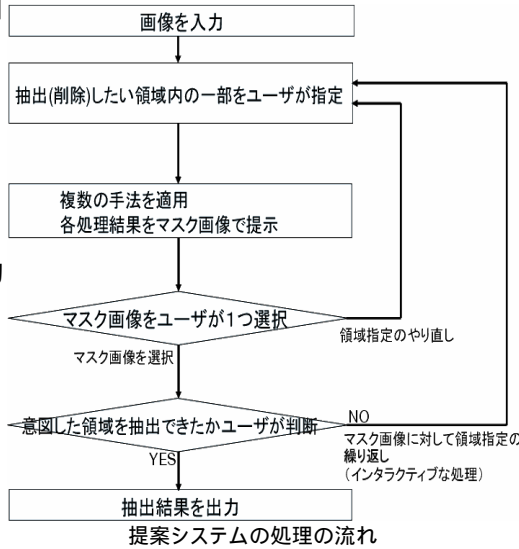 画像を入力
抽出(削除)したい領域内の一部をユーザが指定
複数の手法を適用
各処理結果をマスク画像で提示
マスク画像をユーザが1つ選択
領域指定のやり直し
マスク画像を選択
意図した領域を抽出できたかユーザが判断
NO
マスク画像に対して領域指定の
繰り返し
(インタラクティブな処理)
YES
抽出結果を出力
提案システムの処理の流れ